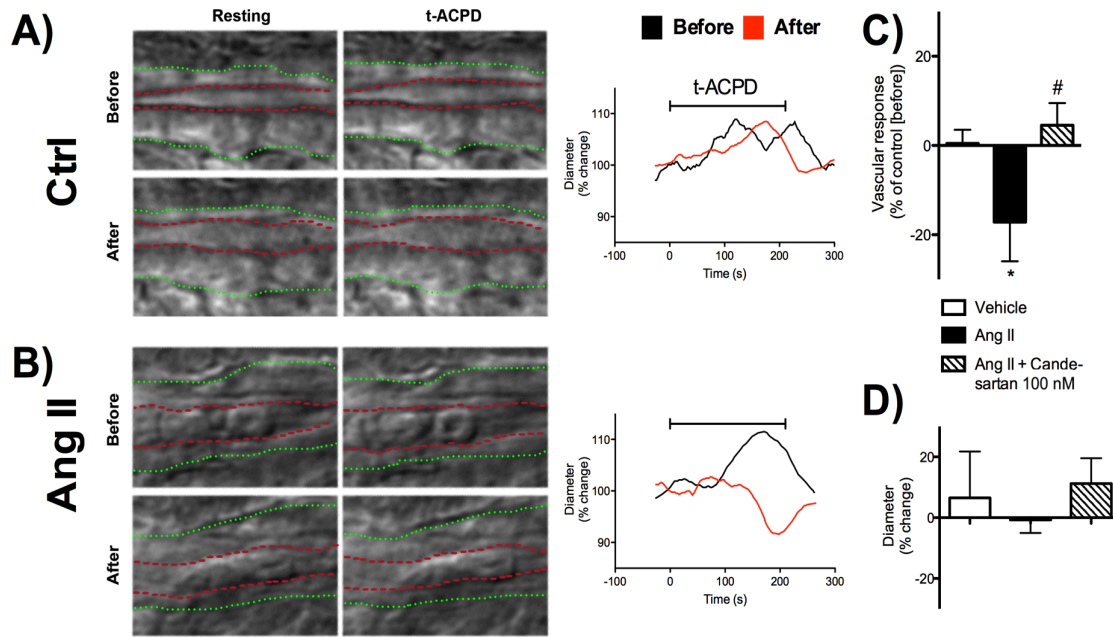 A)
Ctrl
Resting
t-ACPD
Before
After
Before After
t-ACPD
Diameter
(% change)
110
100
90
-100 0 100 200 300
Time (s)
B)
Ang II
Before
After
Diameter
(% change)
110
100
90
-100 0 100 200 300
Time (s)
C)
Vascular response
(% of control [before])
20
0
-20
#
*
Vehicle
Ang II
Ang II + Cande-
sartan 100 nM
D)
Diameter
(% change)
20
0
-20